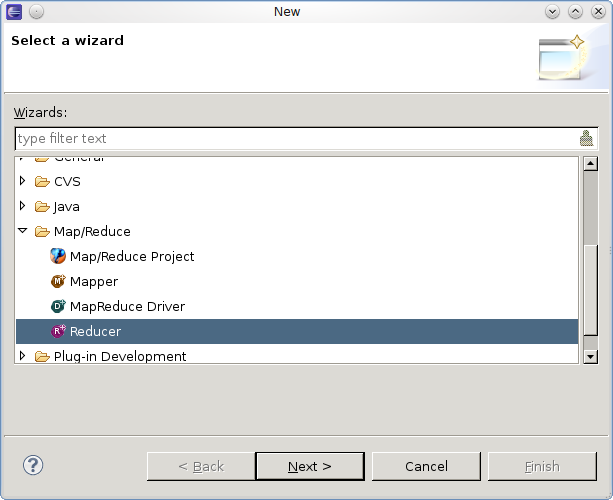 New
Select a wizard
Wizards:
type filter text
General
CVS
Java
Map/Reduce
Map/Reduce Project
M Mapper
D MapReduce Driver
R Reducer
Plug-in Development
? < Back Next > Cancel Finish